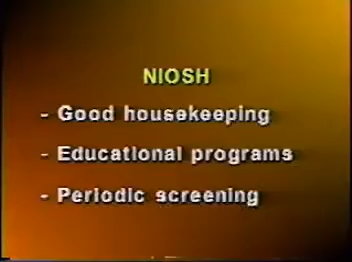 NIOSH
- Good housekeeping
- Educational programs
- Periodic screening